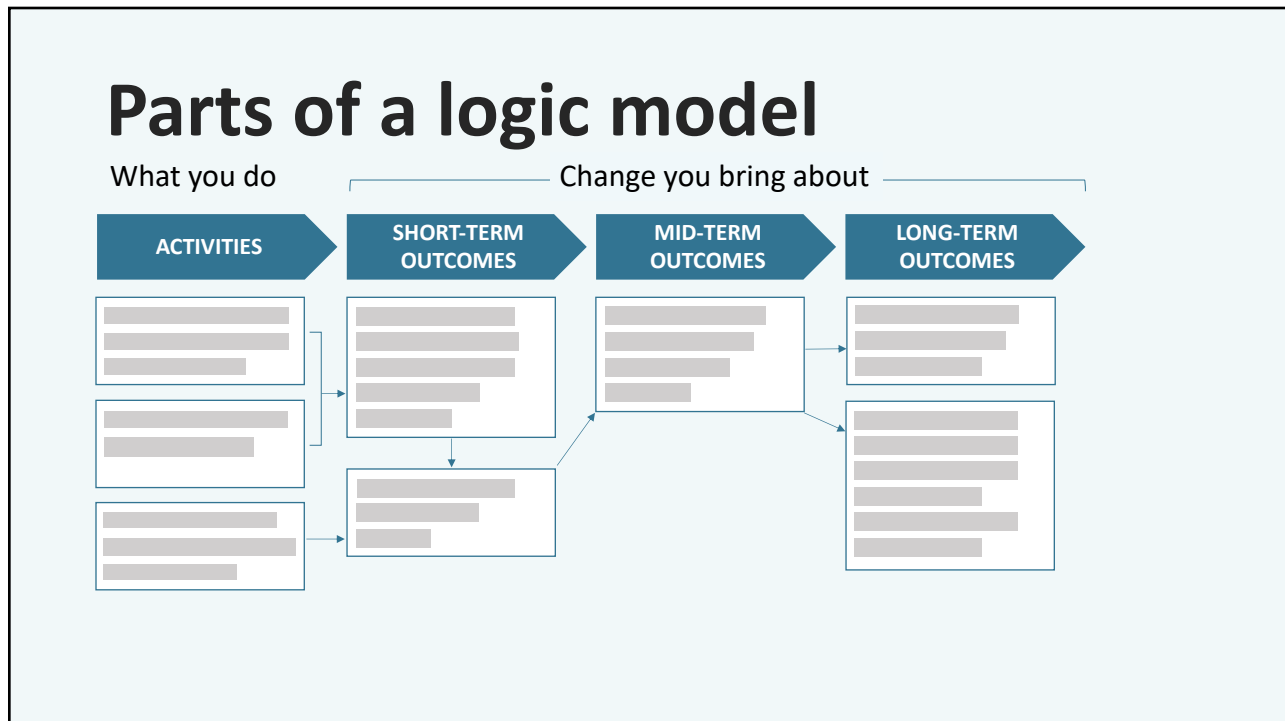 Parts of a logic model
What you do
Change you bring about
ACTIVITIES
SHORT-TERM
OUTCOMES
MID-TERM
OUTCOMES
LONG-TERM
OUTCOMES